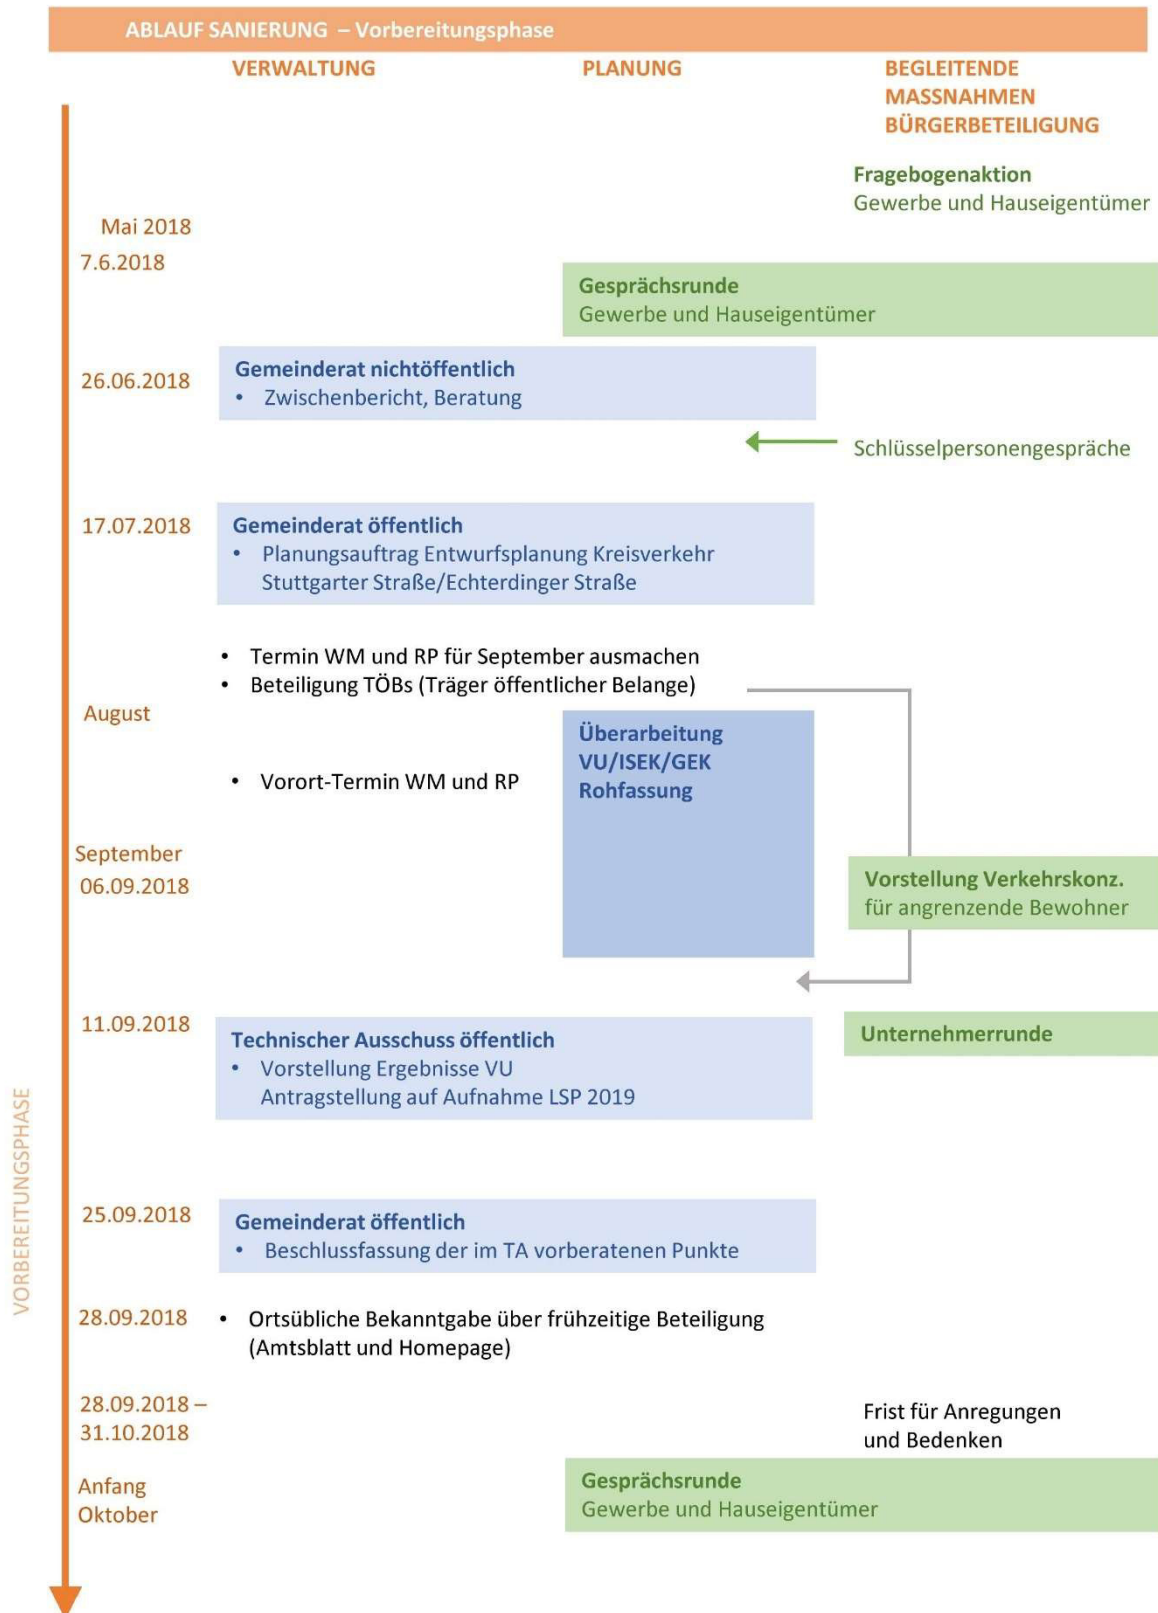 ABLAUF SANIERUNG – Vorbereitungsphase
VERWALTUNG
PLANUNG
BEGLEITENDE
MASSNAHMEN
BÜRGERBETEILIGUNG
Fragebogenaktion
Gewerbe und Hauseigentümer
Mai 2018
7.6.2018
Gesprächsrunde
Gewerbe und Hauseigentümer
26.06.2018
Gemeinderat nichtöffentlich
• Zwischenbericht, Beratung
Schlüsselpersonengespräche
17.07.2018
Gemeinderat öffentlich
• Planungsauftrag Entwurfsplanung Kreisverkehr
Stuttgarter Straße/Echterdinger Straße
• Termin WM und RP für September ausmachen
• Beteiligung TÖBs (Träger öffentlicher Belange)
August
Überarbeitung
VU/ISEK/GEK
Rohfassung
• Vorort-Termin WM und RP
September
06.09.2018
Vorstellung Verkehrskonz.
für angrenzende Bewohner
11.09.2018
Technischer Ausschuss öffentlich
• Vorstellung Ergebnisse VU
Antragstellung auf Aufnahme LSP 2019
Unternehmerrunde
VORBEREITUNGSPHASE
25.09.2018
Gemeinderat öffentlich
• Beschlussfassung der im TA vorberatenen Punkte
28.09.2018
• Ortsübliche Bekanntgabe über frühzeitige Beteiligung
(Amtsblatt und Homepage)
28.09.2018 –
31.10.2018
Frist für Anregungen
und Bedenken
Anfang
Oktober
Gesprächsrunde
Gewerbe und Hauseigentümer